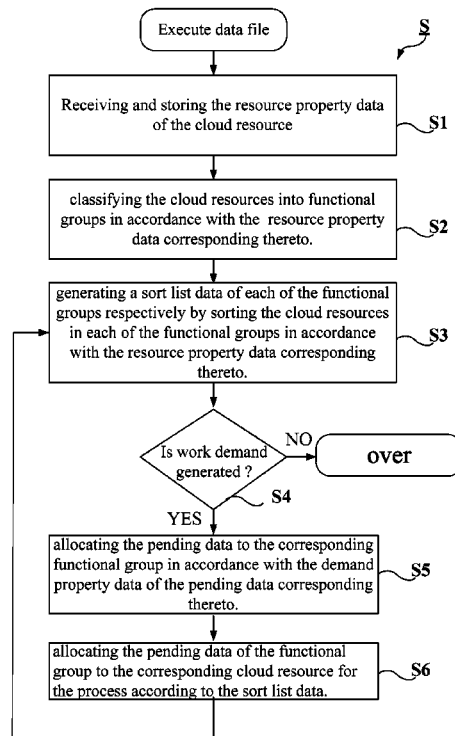 Execute data file
S
Receiving and storing the resource property data
of the cloud resource
S1
classifying the cloud resources into functional
groups in accordance with the resource property
data corresponding thereto.
S2
generating a sort list data of each of the functional
groups respectively by sorting the cloud resources
in each of the functional groups in accordance
with the resource property data corresponding
thereto.
S3
Is work demand
generated ?
NO
over
S4
YES
allocating the pending data to the corresponding
functional group in accordance with the demand
property data of the pending data corresponding
thereto.
S5
allocating the pending data of the functional
group to the corresponding cloud resource for
the process according to the sort list data.
S6